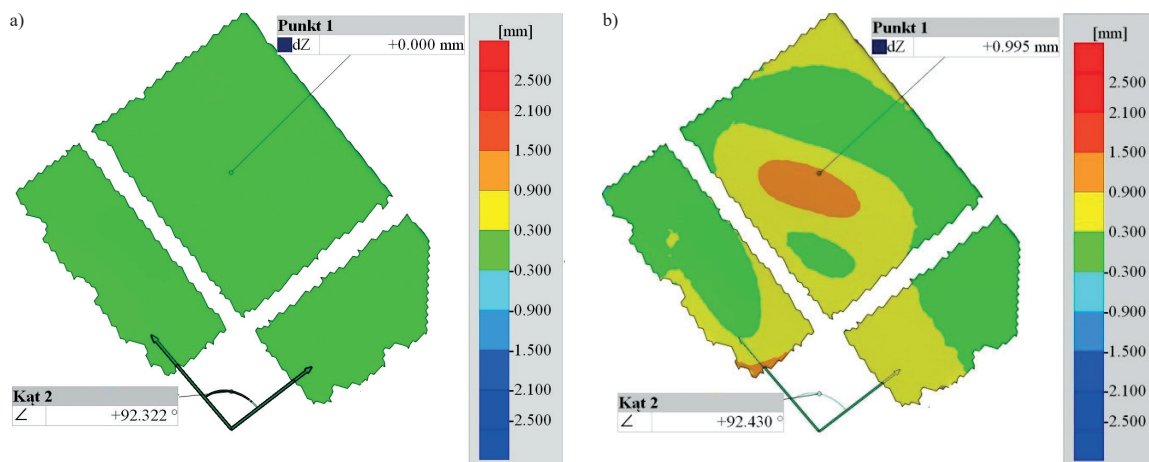 a)
Punkt 1
dZ +0.000 mm
[mm]
2.500
2.100
1.500
0.900
0.300
-0.300
-0.900
-1.500
-2.100
-2.500
Kąt 2
∠ +92.322 °
b)
Punkt 1
dZ +0.995 mm
[mm]
2.500
2.100
1.500
0.900
0.300
-0.300
-0.900
-1.500
-2.100
-2.500
Kąt 2
∠ +92.430 °